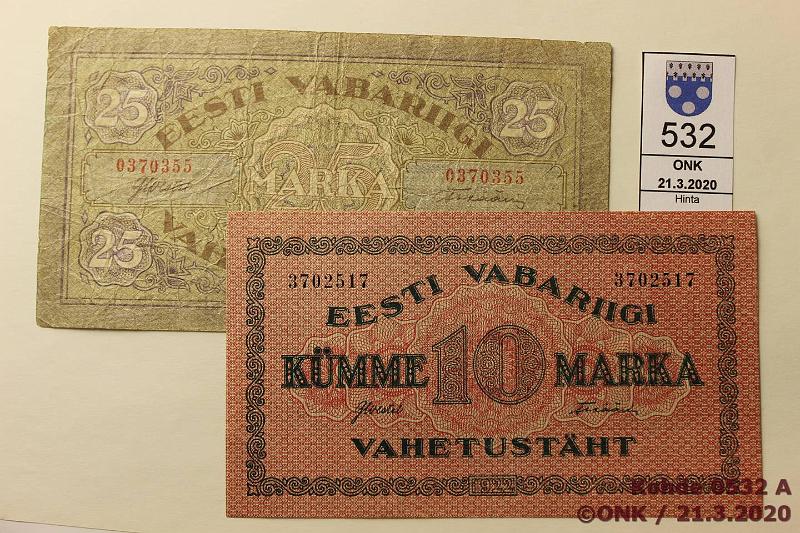 25
EESTI VABARIIGI
25
0370355
25
MARKA
0370355
25
532
ONK
21.3.2020
Hinta
3702517
3702517
EESTI VABARIIGI
KÜMME 10 MARKA
VAHETUSTÄHT
1922
Kohde 0532 A
©ONK / 21.3.2020